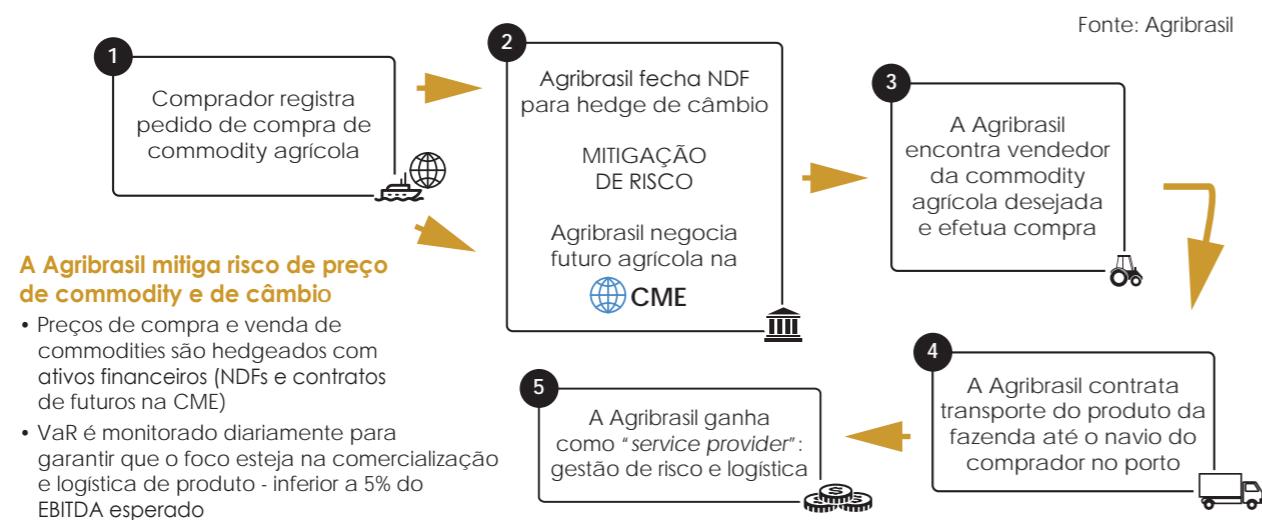 Fonte: Agribrasil
1
Comprador registra
pedido de compra de
commodity agrícola
2
Agribrasil fecha NDF
para hedge de câmbio
MITIGAÇÃO
DE RISCO
Agribrasil negocia
futuro agrícola na
CME
3
A Agribrasil
encontra vendedor
da commodity
agrícola desejada
e efetua compra
4
A Agribrasil contrata
transporte do produto da
fazenda até o navio do
comprador no porto
5
A Agribrasil ganha
como "service provider":
gestão de risco e logística
A Agribrasil mitiga risco de preço
de commodity e de câmbio
• Preços de compra e venda de
commodities são hedgeados com
ativos financeiros (NDFs e contratos
de futuros na CME)
• VaR é monitorado diariamente para
garantir que o foco esteja na comercialização
e logística de produto - inferior a 5% do
EBITDA esperado